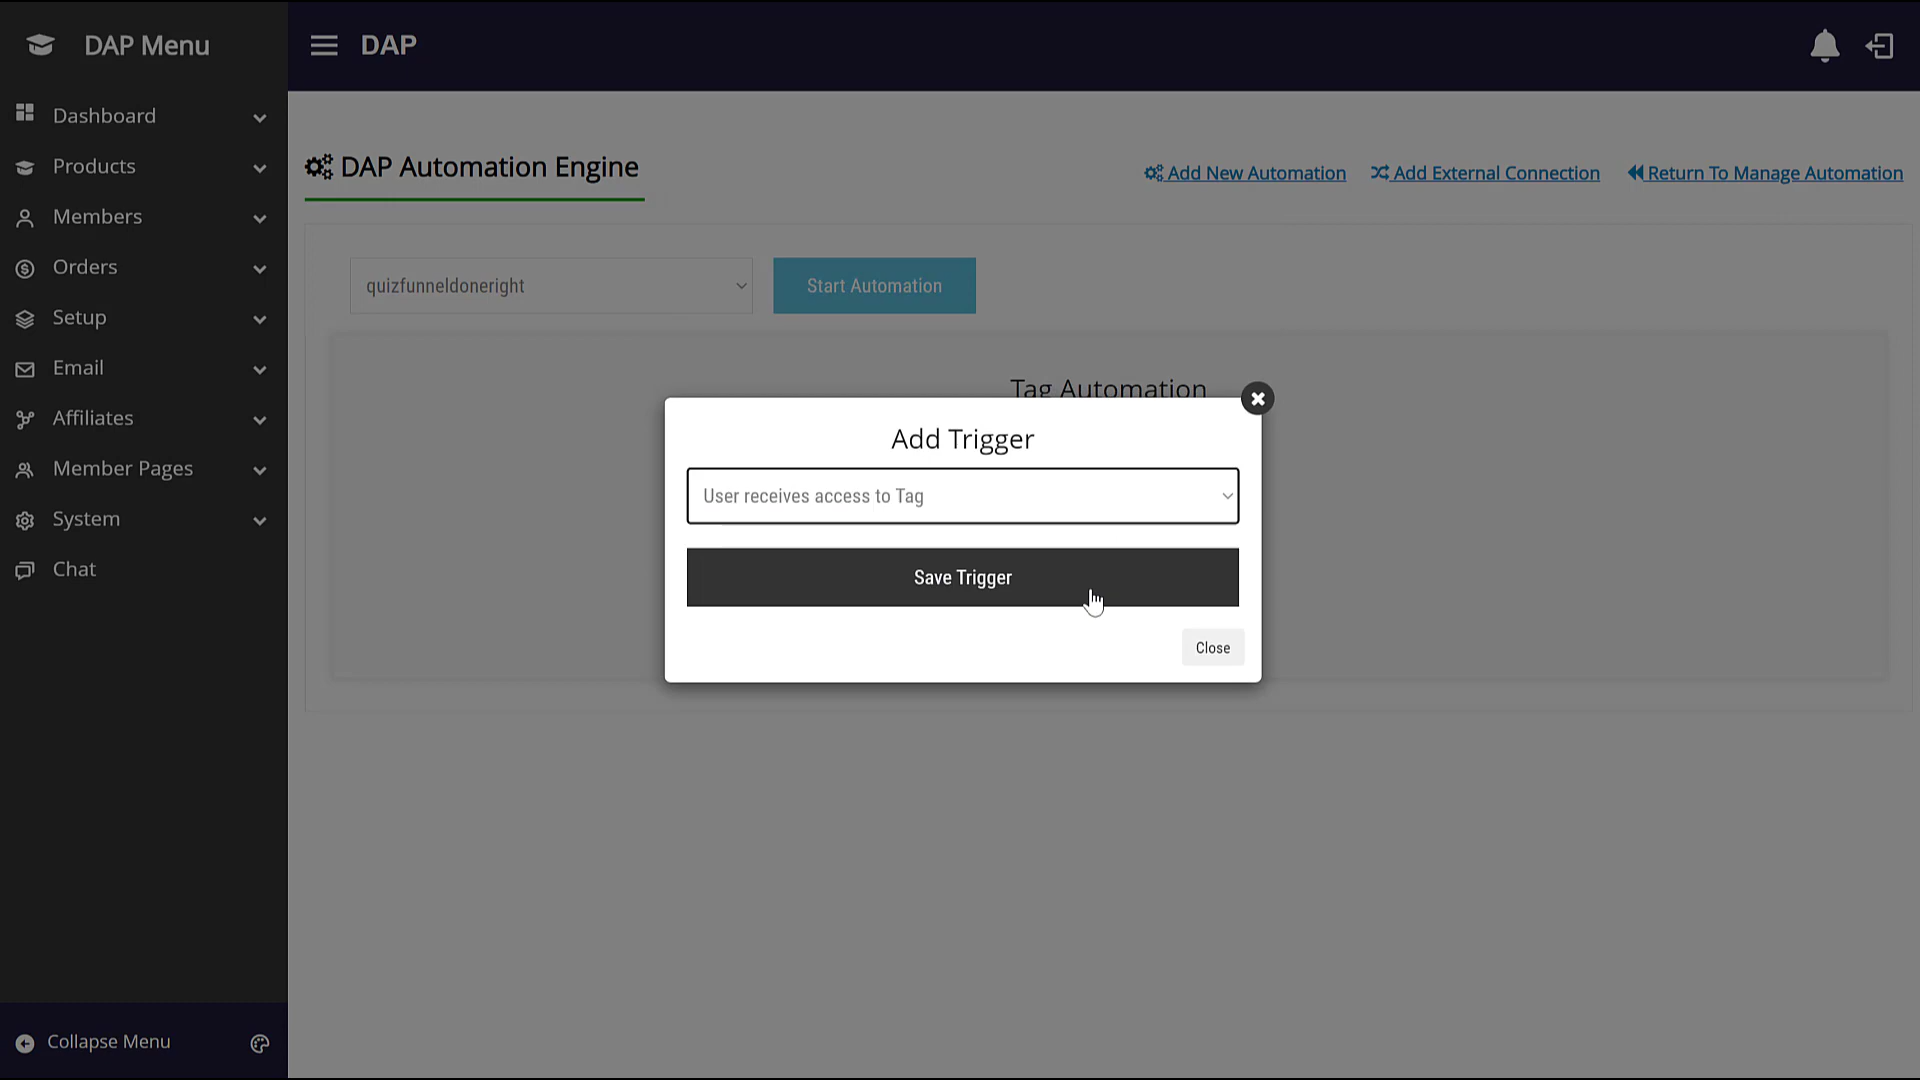 DAP Menu
DAP
Dashboard
Products
Members
Orders
Setup
Email
Affiliates
Member Pages
System
Chat
Collapse Menu
DAP Automation Engine
Add New Automation
Add External Connection
Return To Manage Automation
quizfunneldoneright
Start Automation
Tag Automation
Add Trigger
User receives access to Tag
Save Trigger
Close